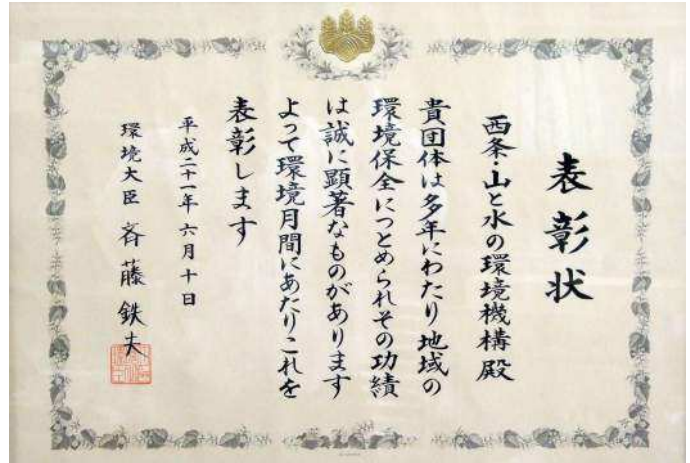 表彰状
西条・山と水の環境機構殿
貴団体は多年にわたり地域の
環境保全につとめられその功績
は誠に顕著なものがあります
よって環境月間にあたりこれを
表彰します
平成二十一年六月十日
環境大臣 斉藤鉄夫